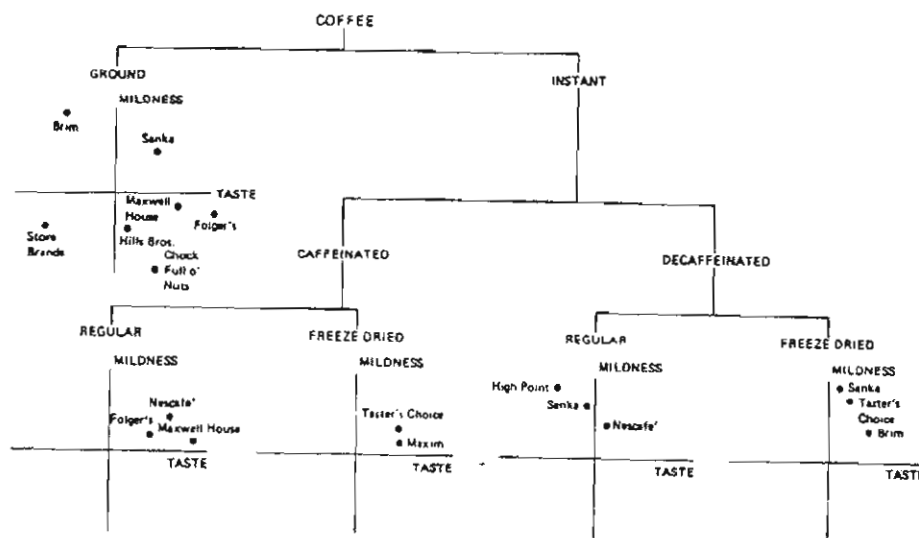 COFFEE
GROUND
INSTANT
MILDNESS
Brim
Sanka
TASTE
Maxwell
House
Folger's
Store
Brands
Hills Bros.
Chock
Full o'
Nuts
CAFFEINATED
DECAFFEINATED
REGULAR
FREEZE DRIED
REGULAR
FREEZE DRIED
MILDNESS
Nescafe'
Folger's
Maxwell House
TASTE
MILDNESS
Taster's Choice
Maxim
TASTE
MILDNESS
High Point
Sanka
Nescafe'
TASTE
MILDNESS
Sanka
Taster's
Choice
Brim
TASTE